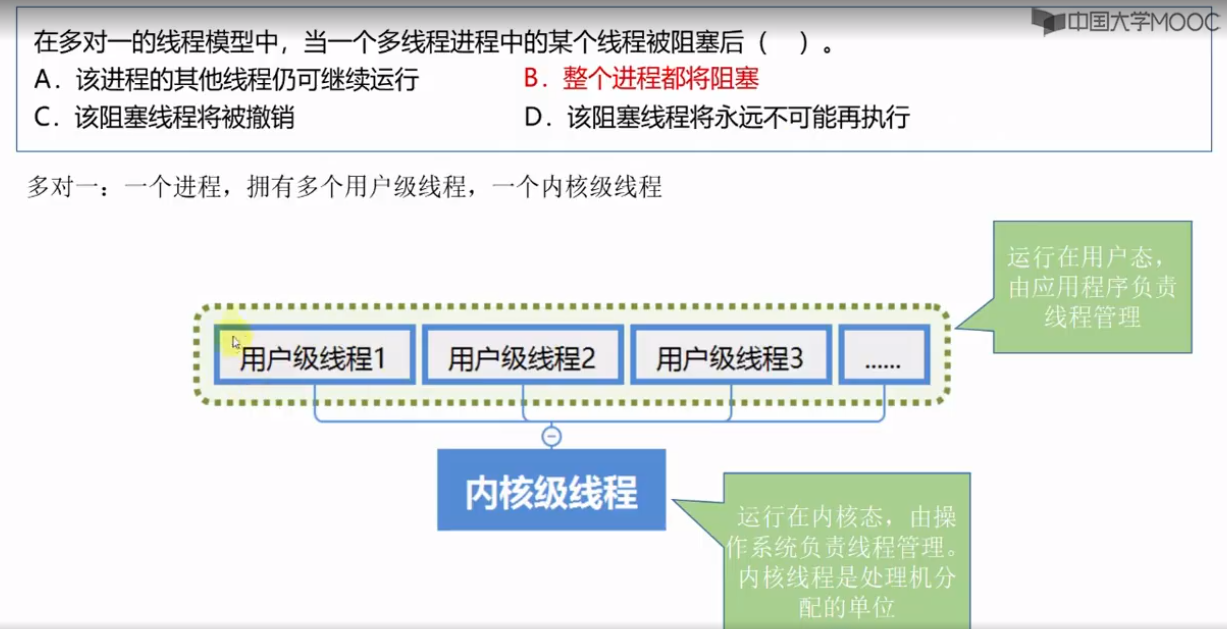 中国大学MOOC
在多对一的线程模型中，当一个多线程进程中的某个线程被阻塞后（ ）。
A．该进程的其他线程仍可继续运行 B．整个进程都将阻塞
C．该阻塞线程将被撤销 D．该阻塞线程将永远不可能再执行
多对一：一个进程，拥有多个用户级线程，一个内核级线程
运行在用户态，
由应用程序负责
线程管理
用户级线程1 用户级线程2 用户级线程3 ......
内核级线程
运行在内核态，由操
作系统负责线程管理。
内核线程是处理机分
配的单位